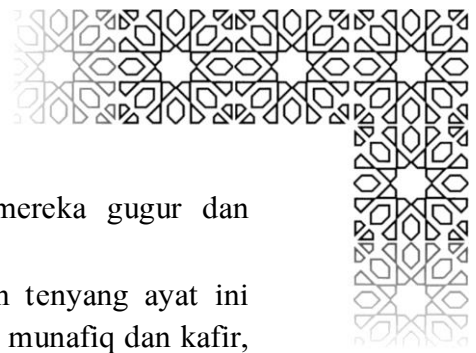 mereka gugur dan
tenyang ayat ini
munafiq dan kafir,